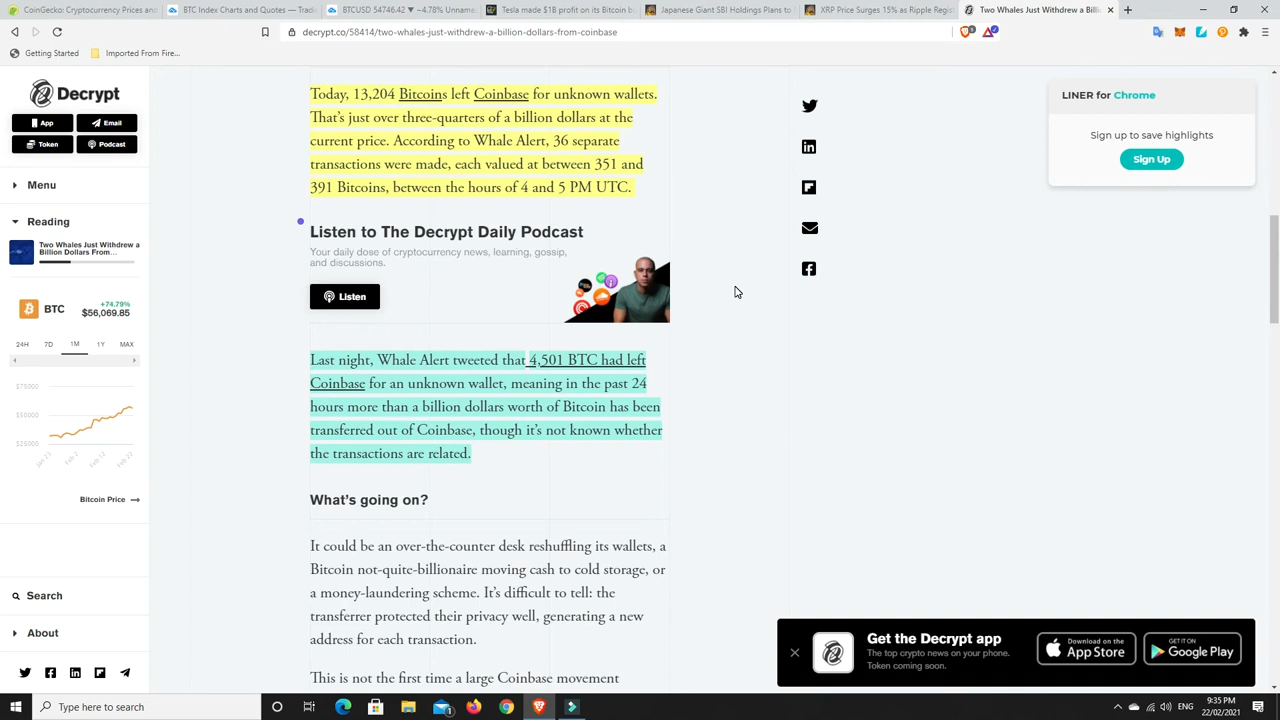 CoinGecko: Cryptocurrency Prices and
BTC Index Charts and Quotes — Tradi
BTCUSD 54746.42 ▼ −4.78% Unname
Tesla made $1B profit on its Bitcoin b
Japanese Giant SBI Holdings Plans to
XRP Price Surges 15% as Ripple Regis
Two Whales Just Withdrew a Billi
decrypt.co/58414/two-whales-just-withdrew-a-billion-dollars-from-coinbase
Getting Started
Imported From Fire...
Decrypt
App
Email
Token
Podcast
Menu
Reading
Two Whales Just Withdrew a
Billion Dollars From...
BTC
+74.79%
$56,069.85
24H 7D 1M 1Y MAX
$75000
$50000
$25000
Jan 23
Feb 2
Feb 12
Feb 22
Bitcoin Price
Search
About
Today, 13,204 Bitcoins left Coinbase for unknown wallets.
That's just over three-quarters of a billion dollars at the
current price. According to Whale Alert, 36 separate
transactions were made, each valued at between 351 and
391 Bitcoins, between the hours of 4 and 5 PM UTC.
Listen to The Decrypt Daily Podcast
Your daily dose of cryptocurrency news, learning, gossip,
and discussions.
Listen
Last night, Whale Alert tweeted that 4,501 BTC had left
Coinbase for an unknown wallet, meaning in the past 24
hours more than a billion dollars worth of Bitcoin has been
transferred out of Coinbase, though it's not known whether
the transactions are related.
What's going on?
It could be an over-the-counter desk reshuffling its wallets, a
Bitcoin not-quite-billionaire moving cash to cold storage, or
a money-laundering scheme. It's difficult to tell: the
transferrer protected their privacy well, generating a new
address for each transaction.
This is not the first time a large Coinbase movement
LINER for Chrome
Sign up to save highlights
Sign Up
Get the Decrypt app
The top crypto news on your phone.
Token coming soon.
Download on the
App Store
GET IT ON
Google Play
Type here to search
ENG
9:35 PM
22/02/2021